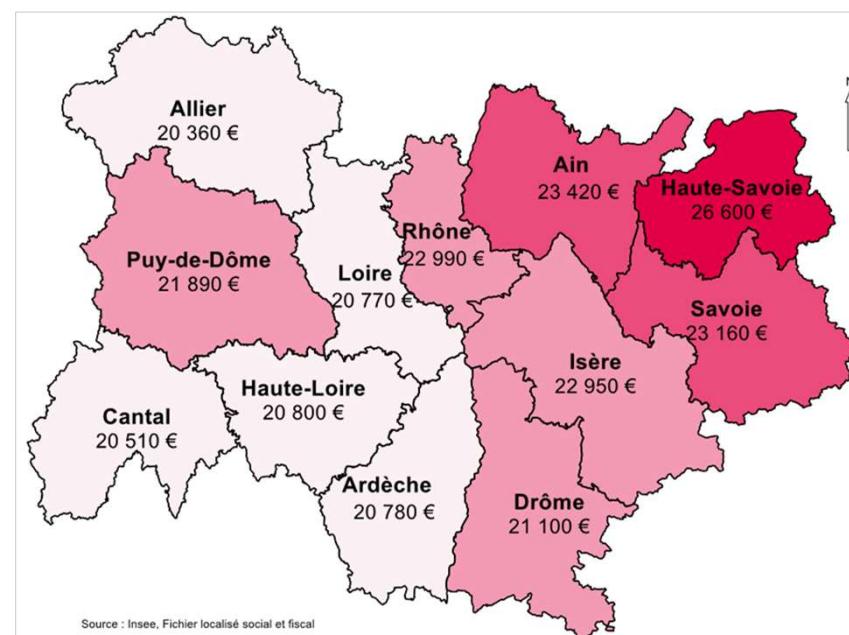 Allier
20 360 €
Ain
23 420 €
Haute-Savoie
26 600 €
Rhône
22 990 €
Puy-de-Dôme
21 890 €
Loire
20 770 €
Savoie
23 160 €
Isère
22 950 €
Haute-Loire
20 800 €
Cantal
20 510 €
Ardèche
20 780 €
Drôme
21 100 €
Source : Insee, Fichier localisé social et fiscal